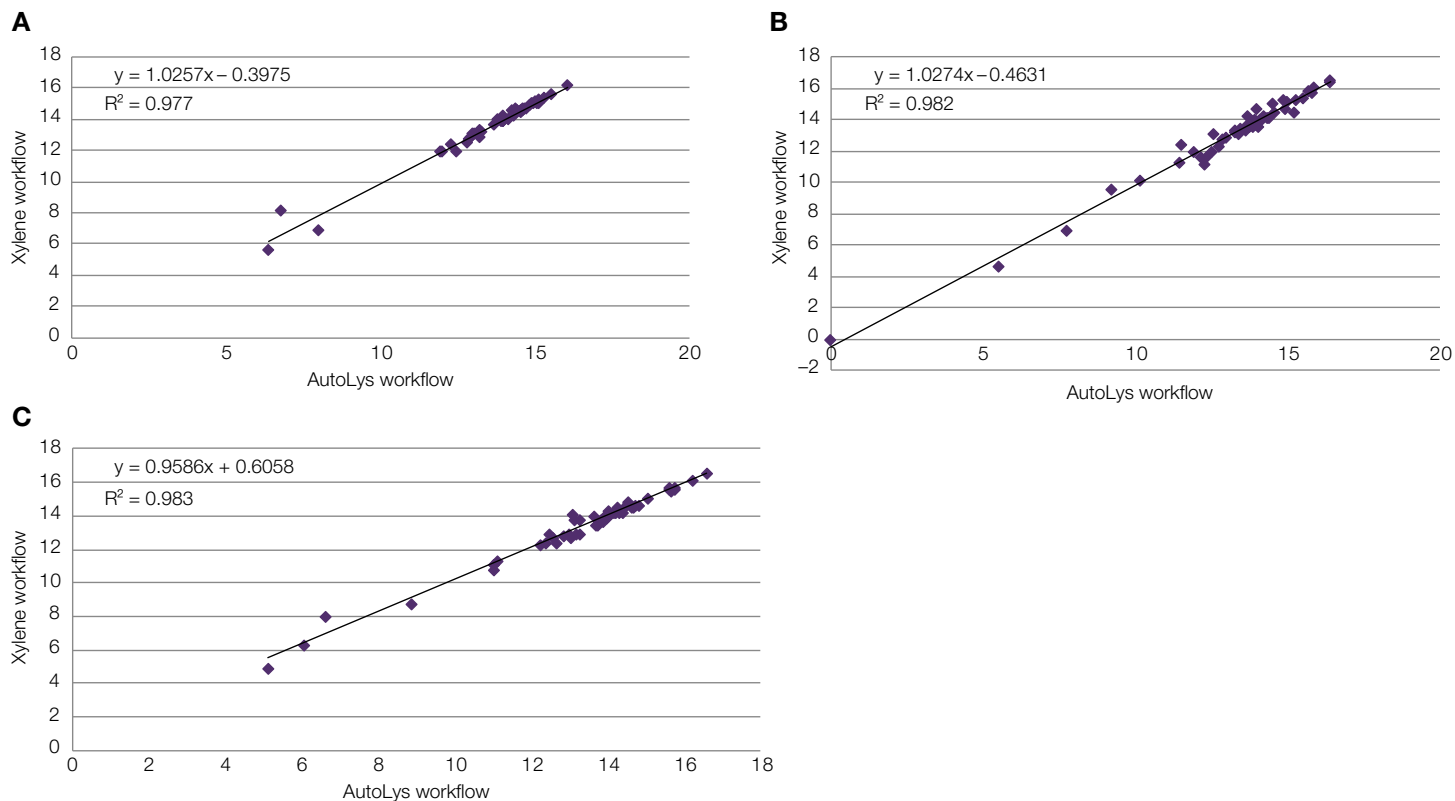 A
y = 1.0257x – 0.3975
R² = 0.977
Xylene workflow
18
16
14
12
10
8
6
4
2
0
0 5 10 15 20
AutoLys workflow
B
y = 1.0274x – 0.4631
R² = 0.982
Xylene workflow
18
16
14
12
10
8
6
4
2
0
–2
0 5 10 15 20
AutoLys workflow
C
y = 0.9586x + 0.6058
R² = 0.983
Xylene workflow
18
16
14
12
10
8
6
4
2
0
0 2 4 6 8 10 12 14 16 18
AutoLys workflow